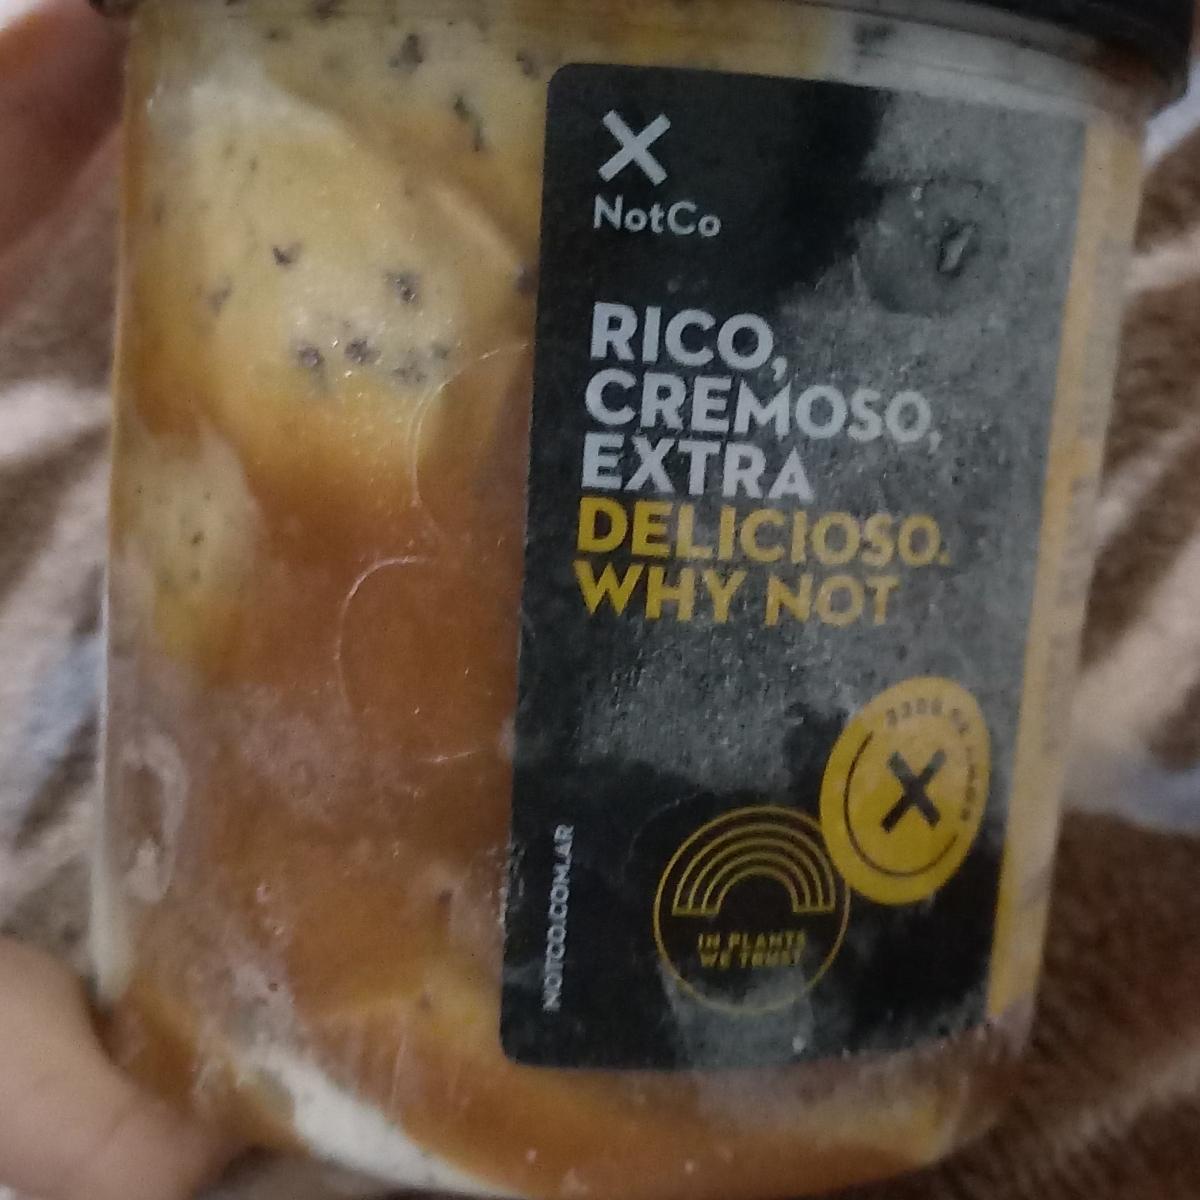 NotCo
RICO,
CREMOSO,
EXTRA
DELICIOSO.
WHY NOT
IN PLANTS
WE TRUST
NOTCO.COM.AR